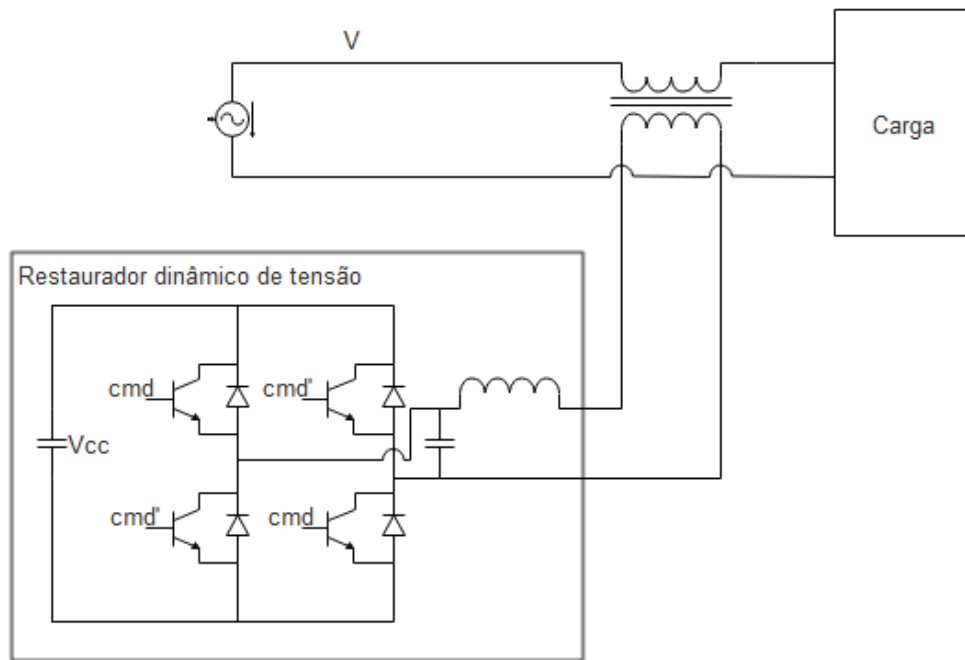 V
Carga
Restaurador dinâmico de tensão
cmd
cmd'
Vcc
cmd'
cmd